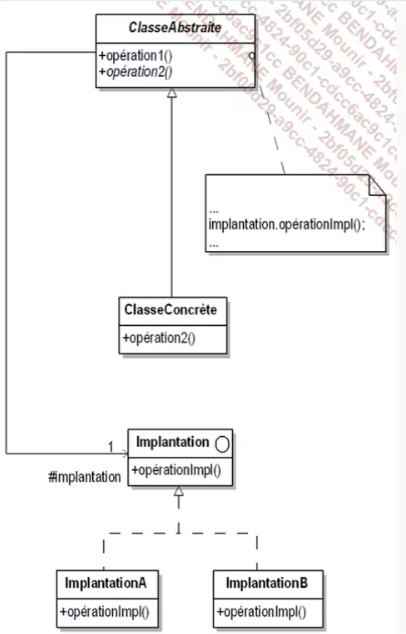 ClasseAbstraite
+opération1()
+opération2()
...
implantation.opérationImpl();
...
ClasseConcrète
+opération2()
1
#implantation
Implantation
+opérationImpl()
ImplantationA
+opérationImpl()
ImplantationB
+opérationImpl()
BENDAHMANE Mounir - 2bf05d29-a9cc-4824-90c1-cdcc6ac9c1cc